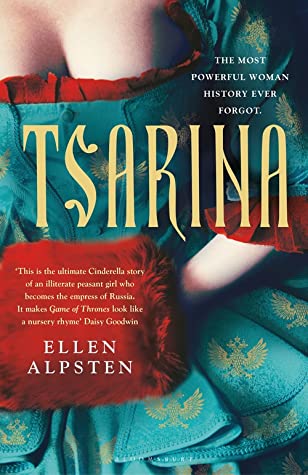 THE MOST
POWERFUL WOMAN
HISTORY EVER
FORGOT.
TSARINA
‘This is the ultimate Cinderella story
of an illiterate peasant girl who
becomes the empress of Russia.
It makes Game of Thrones look like
a nursery rhyme’ Daisy Goodwin
ELLEN
ALPSTEN
BLOOMSBURY